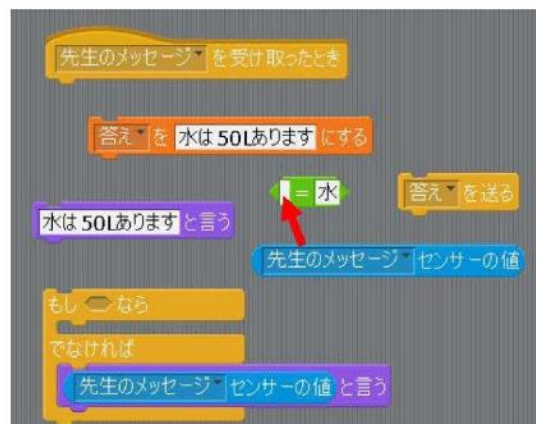 先生のメッセージ を受け取ったとき
答え を 水は 50Lあります にする
= 水
答え を送る
水は 50Lあります と言う
先生のメッセージ センサーの値
もし なら
でなければ
先生のメッセージ センサーの値 と言う